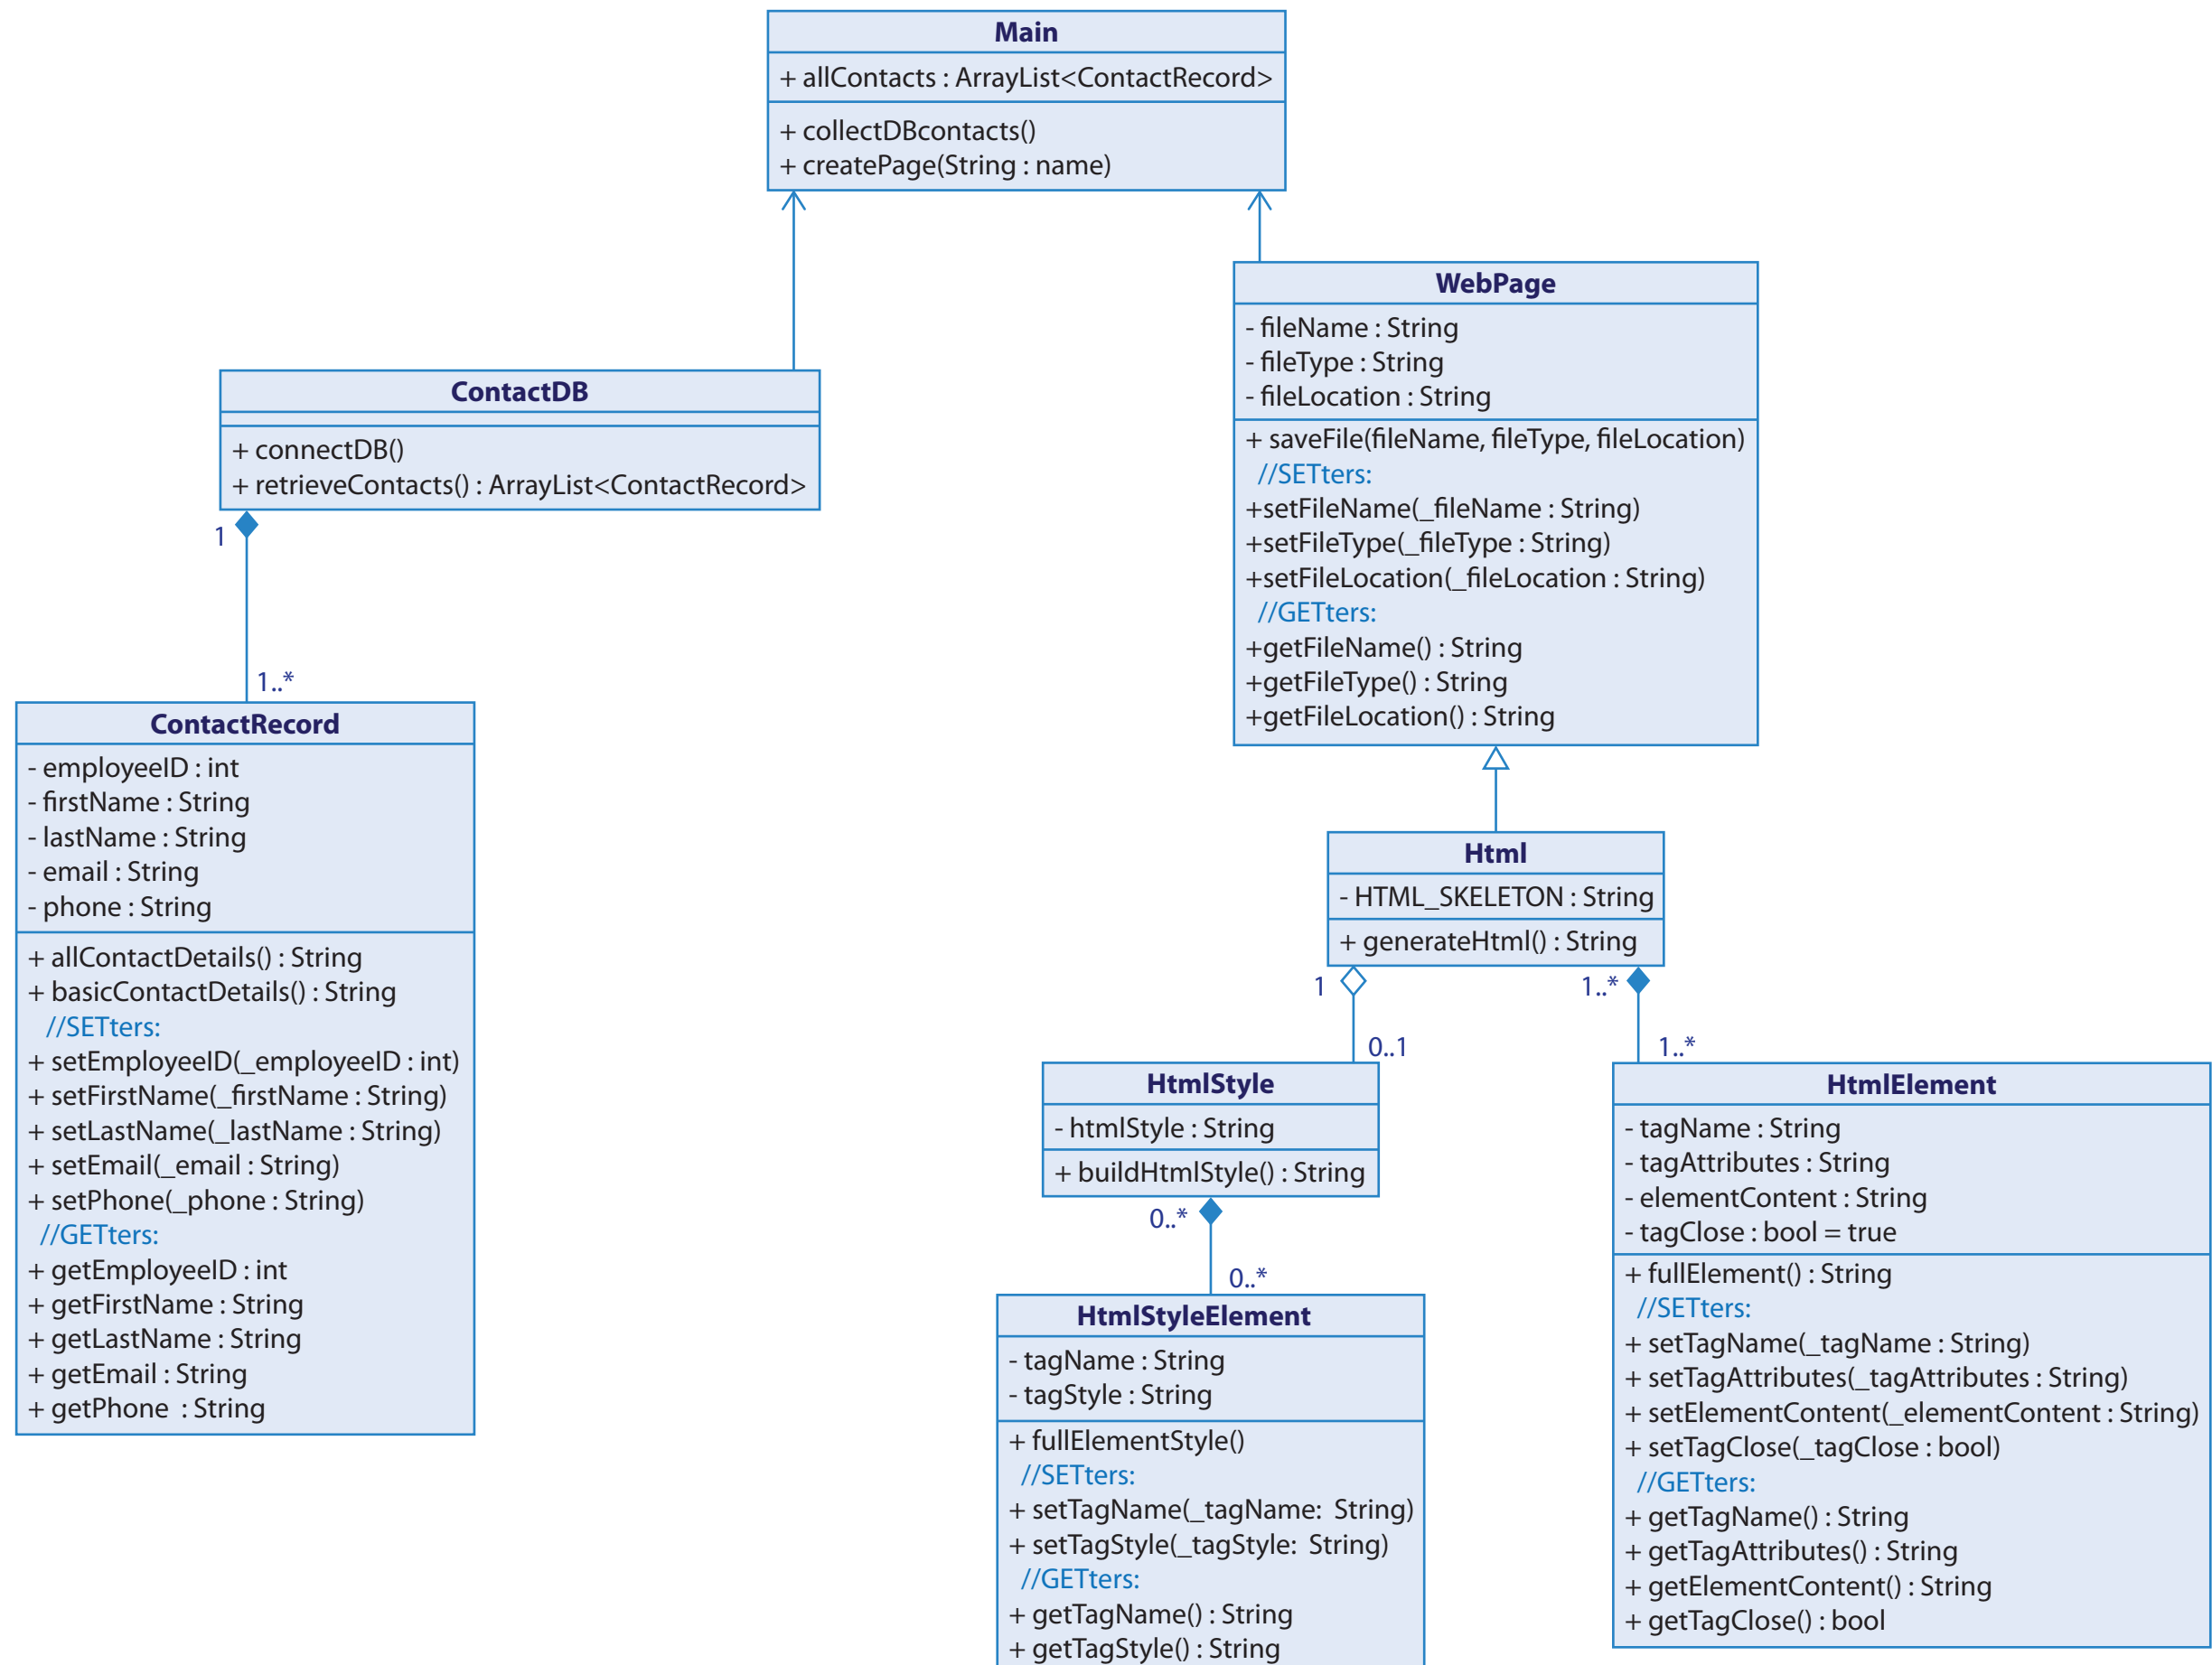 Main
+ allContacts : ArrayList<ContactRecord>
+ collectDBcontacts()
+ createPage(String : name)
WebPage
- fileName : String
- fileType : String
- fileLocation : String
+ saveFile(fileName, fileType, fileLocation)
//SETters:
+setFileName(_fileName : String)
+setFileType(_fileType : String)
+setFileLocation(_fileLocation : String)
//GETters:
+getFileName() : String
+getFileType() : String
+getFileLocation() : String
ContactDB
+ connectDB()
+ retrieveContacts() : ArrayList<ContactRecord>
1
1..*
ContactRecord
- employeeID : int
- firstName : String
- lastName : String
- email : String
- phone : String
+ allContactDetails() : String
+ basicContactDetails() : String
//SETters:
+ setEmployeeID(_employeeID : int)
+ setFirstName(_firstName : String)
+ setLastName(_lastName : String)
+ setEmail(_email : String)
+ setPhone(_phone : String)
//GETters:
+ getEmployeeID : int
+ getFirstName : String
+ getLastName : String
+ getEmail : String
+ getPhone : String
Html
- HTML_SKELETON : String
+ generateHtml() : String
1
1..*
0..1
1..*
HtmlStyle
- htmlStyle : String
+ buildHtmlStyle() : String
0..*
0..*
HtmlStyleElement
- tagName : String
- tagStyle : String
+ fullElementStyle()
//SETters:
+ setTagName(_tagName: String)
+ setTagStyle(_tagStyle: String)
//GETters:
+ getTagName() : String
+ getTagStyle() : String
HtmlElement
- tagName : String
- tagAttributes : String
- elementContent : String
- tagClose : bool = true
+ fullElement() : String
//SETters:
+ setTagName(_tagName : String)
+ setTagAttributes(_tagAttributes : String)
+ setElementContent(_elementContent : String)
+ setTagClose(_tagClose : bool)
//GETters:
+ getTagName() : String
+ getTagAttributes() : String
+ getElementContent() : String
+ getTagClose() : bool